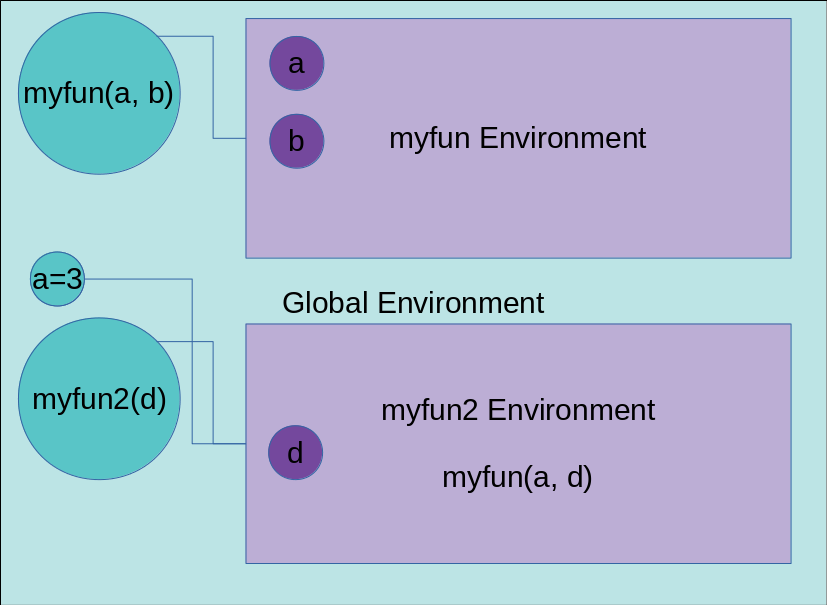 myfun(a, b)
a
b
myfun Environment
a=3
Global Environment
myfun2(d)
myfun2 Environment
d
myfun(a, d)